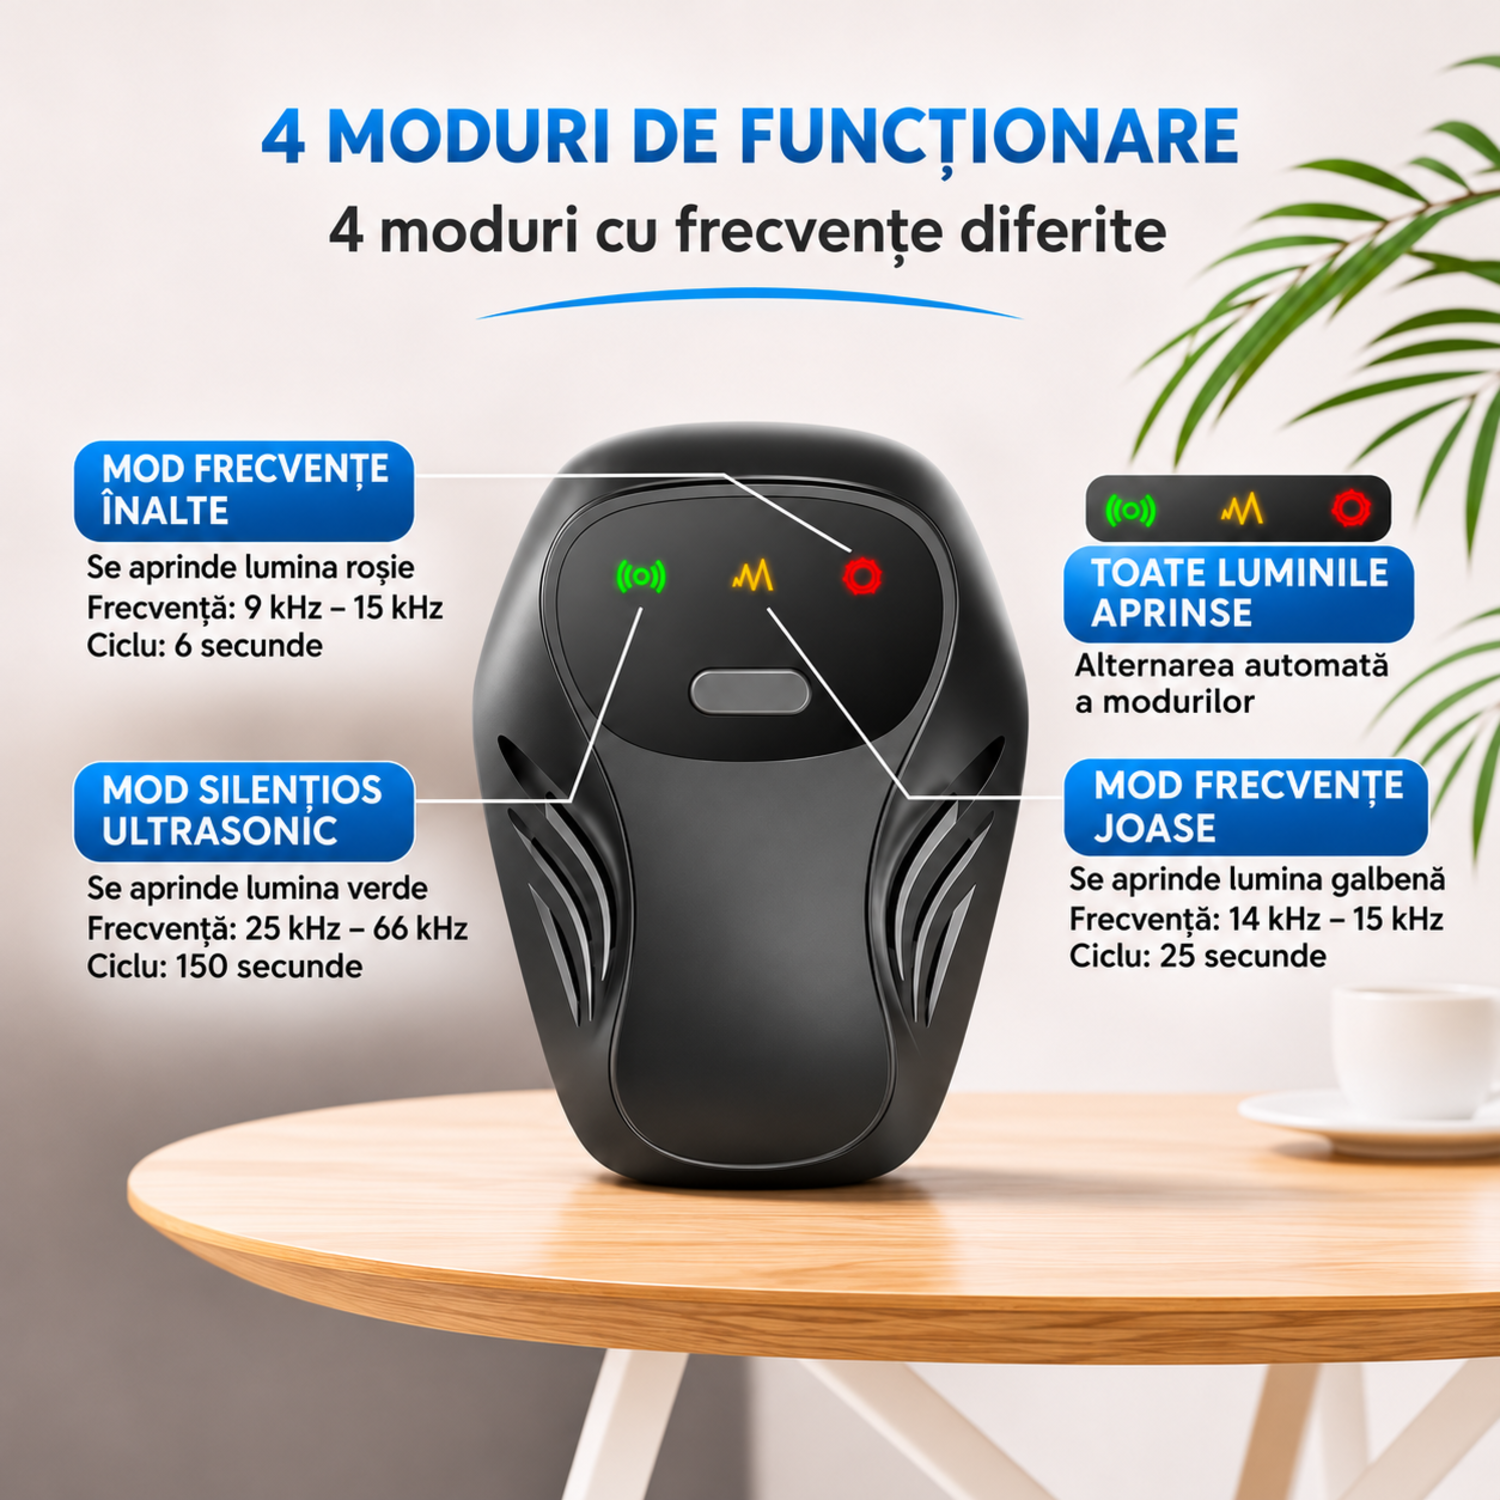 4 MODURI DE FUNCȚIONARE
4 moduri cu frecvențe diferite
MOD FRECVENȚE
ÎNALTE
Se aprinde lumina roșie
Frecvență: 9 kHz – 15 kHz
Ciclu: 6 secunde
MOD SILENȚIOS
ULTRASONIC
Se aprinde lumina verde
Frecvență: 25 kHz – 66 kHz
Ciclu: 150 secunde
TOATE LUMINILE
APRINSE
Alternarea automată
a modurilor
MOD FRECVENȚE
JOASE
Se aprinde lumina galbenă
Frecvență: 14 kHz – 15 kHz
Ciclu: 25 secunde